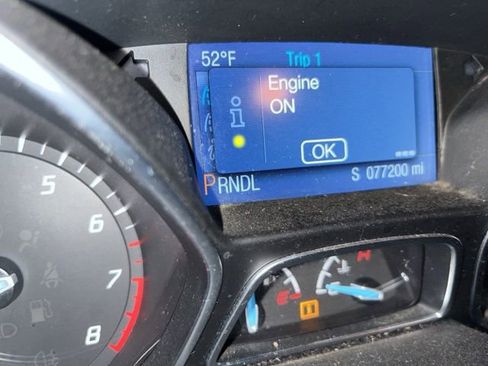 52°F Trip 1
Engine
ON
i
OK
PRNDL S 077200 mi
5
6
7
8
H